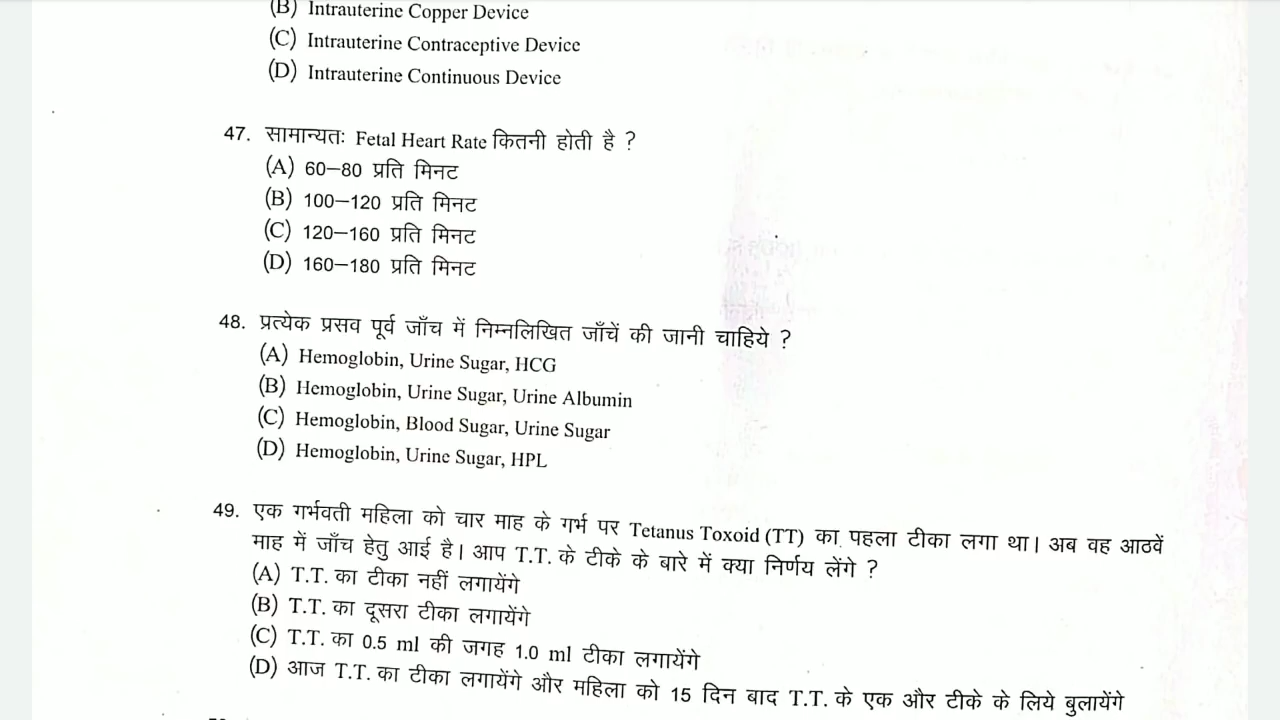 (B) Intrauterine Copper Device
(C) Intrauterine Contraceptive Device
(D) Intrauterine Continuous Device
47. सामान्यतः Fetal Heart Rate कितनी होती है ?
(A) 60–80 प्रति मिनट
(B) 100–120 प्रति मिनट
(C) 120–160 प्रति मिनट
(D) 160–180 प्रति मिनट
48. प्रत्येक प्रसव पूर्व जाँच में निम्नलिखित जाँचें की जानी चाहिये ?
(A) Hemoglobin, Urine Sugar, HCG
(B) Hemoglobin, Urine Sugar, Urine Albumin
(C) Hemoglobin, Blood Sugar, Urine Sugar
(D) Hemoglobin, Urine Sugar, HPL
49. एक गर्भवती महिला को चार माह के गर्भ पर Tetanus Toxoid (TT) का पहला टीका लगा था। अब वह आठवें
माह में जाँच हेतु आई है। आप T.T. के टीके के बारे में क्या निर्णय लेंगे ?
(A) T.T. का टीका नहीं लगायेंगे
(B) T.T. का दूसरा टीका लगायेंगे
(C) T.T. का 0.5 ml की जगह 1.0 ml टीका लगायेंगे
(D) आज T.T. का टीका लगायेंगे और महिला को 15 दिन बाद T.T. के एक और टीके के लिये बुलायेंगे